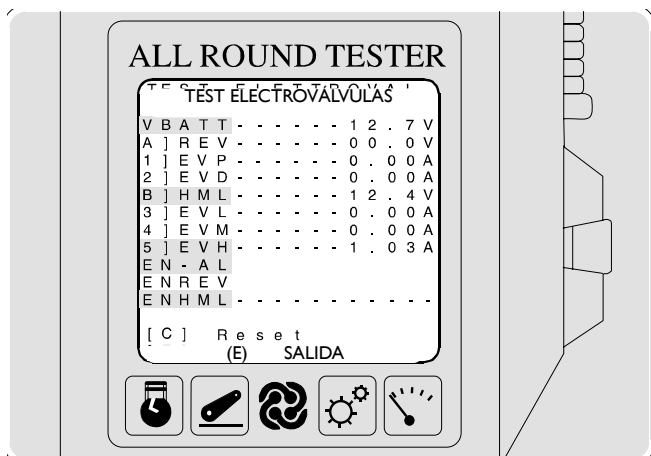 ALL ROUND TESTER
TEST ELECTROVÁLVULAS
VBATT------12.7V
A]REV------00.0V
1]EVP------0.00A
2]EVD------0.00A
B]HML------12.4V
3]EVL------0.00A
4]EVM------0.00A
5]EVH------1.03A
EN-AL
ENREV
ENHML-----------
[C] Reset
(E) SALIDA